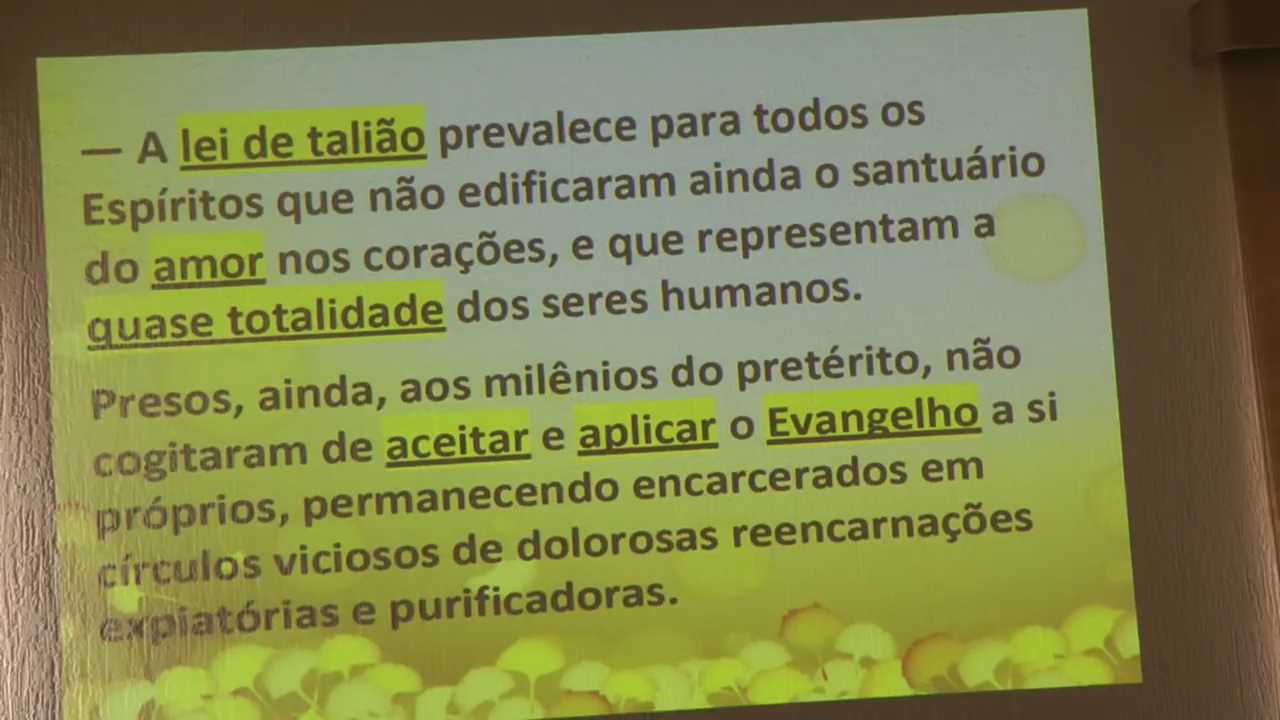 — A lei de talião prevalece para todos os
Espíritos que não edificaram ainda o santuário
do amor nos corações, e que representam a
quase totalidade dos seres humanos.
Presos, ainda, aos milênios do pretérito, não
cogitaram de aceitar e aplicar o Evangelho a si
próprios, permanecendo encarcerados em
círculos viciosos de dolorosas reencarnações
expiatórias e purificadoras.